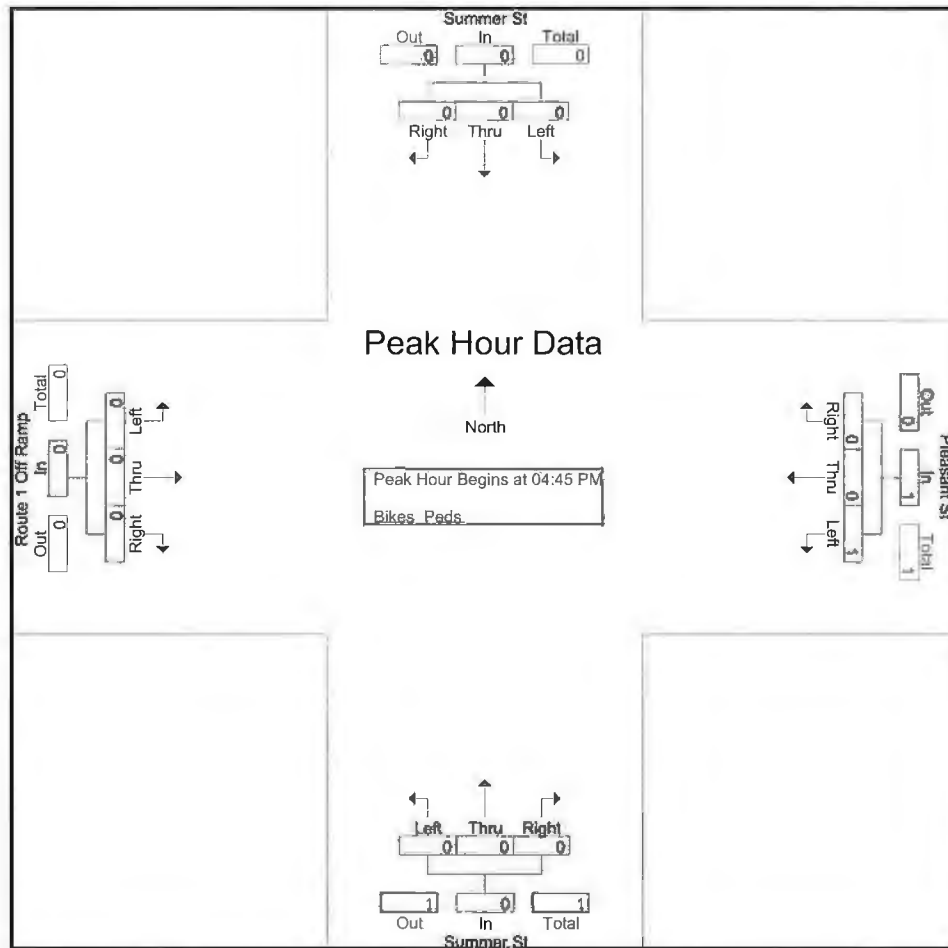 Summer St
Out In Total
0 0 0
0 0 0
Right Thru Left
Peak Hour Data
North
Peak Hour Begins at 04:45 PM
Bikes Peds
Route 1 Off Ramp
Total In Out
0 0 0
0 0 0
Left Thru Right
Right Thru Left
0 0 1
Out In Total
0 1 1
Pleasant St
Left Thru Right
0 0 0
1 0 1
Out In Total
Summer St